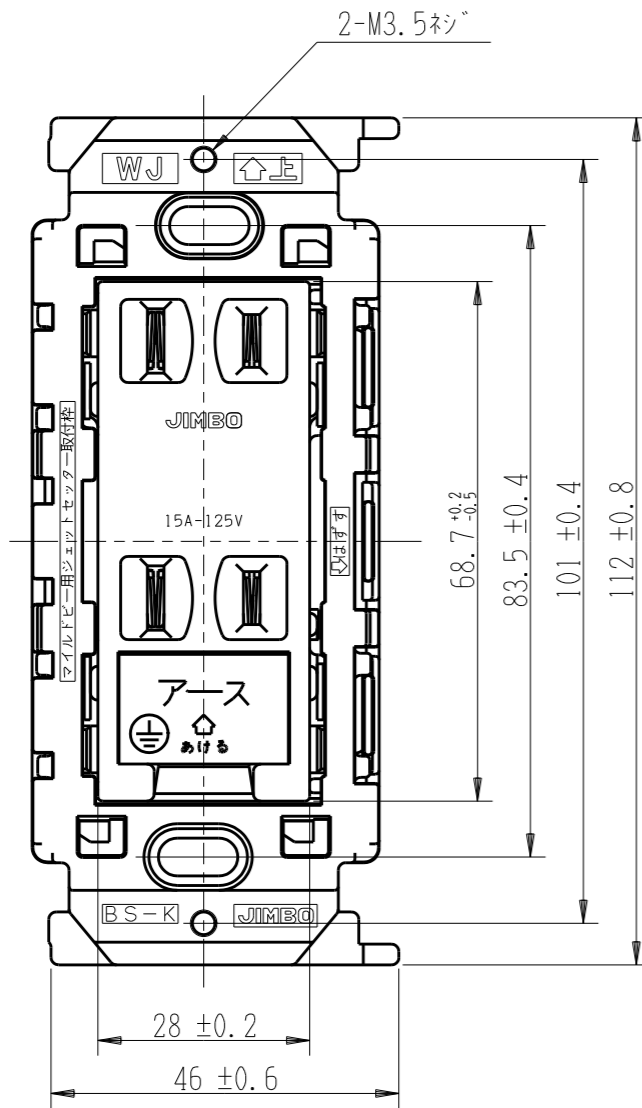 2-M3.5ネジ
WJ
上
JIMBO
15A-125V
マイルドビー用ジェットセッター取付枠
はずす
アース
あける
BS-K
JIMBO
68.7 +0.2 -0.5
83.5 ±0.4
101 ±0.4
112 ±0.8
28 ±0.2
46 ±0.6